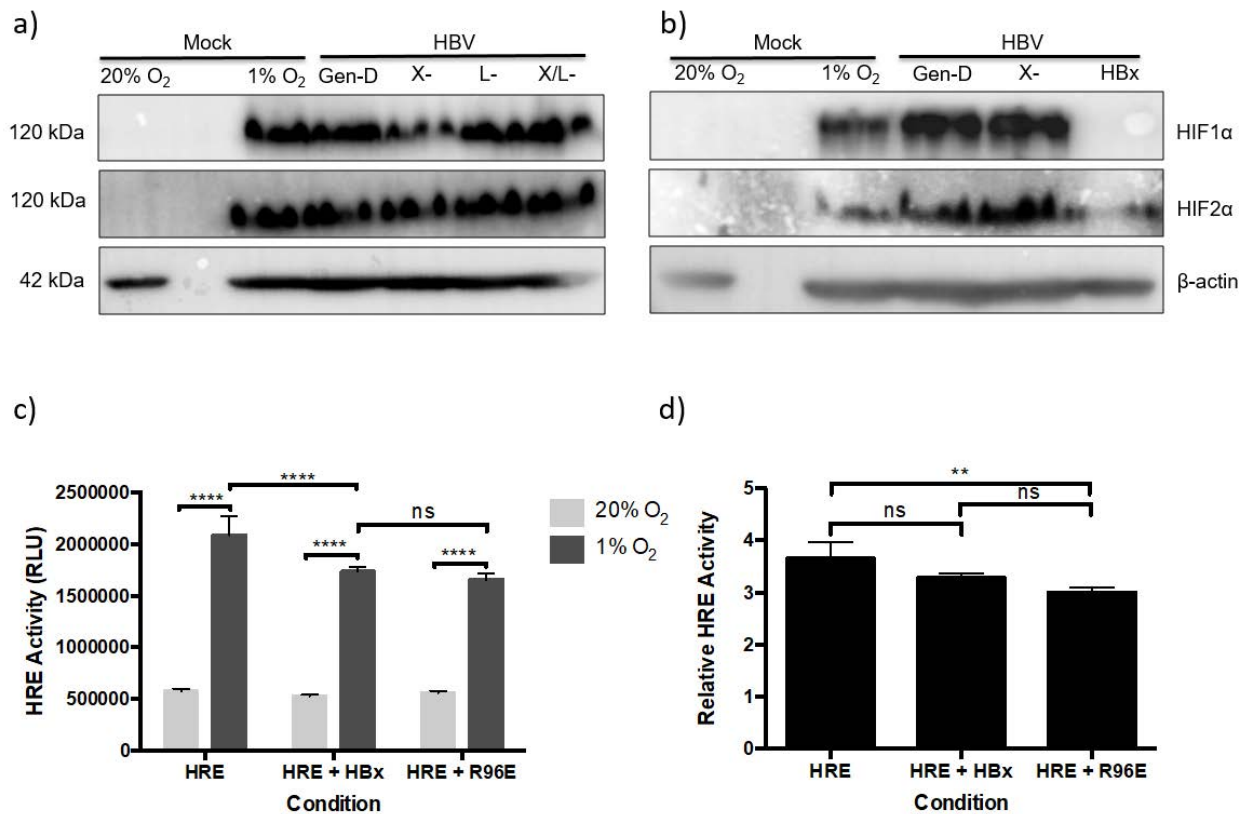 a)
Mock HBV
20% O2 1% O2 Gen-D X- L- X/L-
120 kDa
120 kDa
42 kDa
b)
Mock HBV
20% O2 1% O2 Gen-D X- HBx
HIF1α
HIF2α
β-actin
c)
HRE Activity (RLU)
2500000
2000000
1500000
1000000
500000
0
****
****
****
ns
****
20% O2
1% O2
HRE HRE + HBx HRE + R96E
Condition
d)
Relative HRE Activity
5
4
3
2
1
0
**
ns
ns
HRE HRE + HBx HRE + R96E
Condition